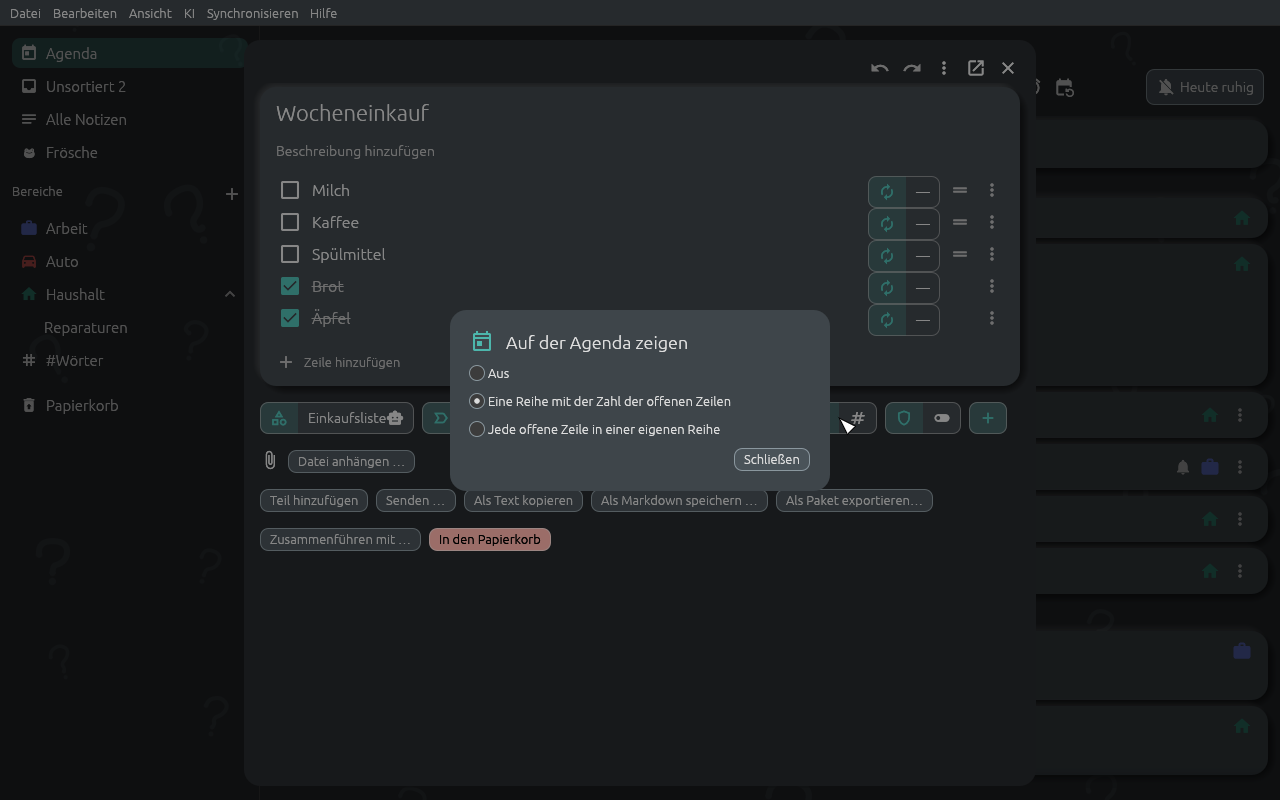 Datei Bearbeiten Ansicht KI Synchronisieren Hilfe
Agenda
Unsortiert 2
Alle Notizen
Frösche
Bereiche
Arbeit
Auto
Haushalt
Reparaturen
#Wörter
Papierkorb
Heute ruhig
Wocheneinkauf
Beschreibung hinzufügen
Milch
Kaffee
Spülmittel
Brot
Äpfel
Zeile hinzufügen
Einkaufsliste
Datei anhängen …
Teil hinzufügen Senden … Als Text kopieren Als Markdown speichern … Als Paket exportieren…
Zusammenführen mit … In den Papierkorb
Auf der Agenda zeigen
Aus
Eine Reihe mit der Zahl der offenen Zeilen
Jede offene Zeile in einer eigenen Reihe
Schließen